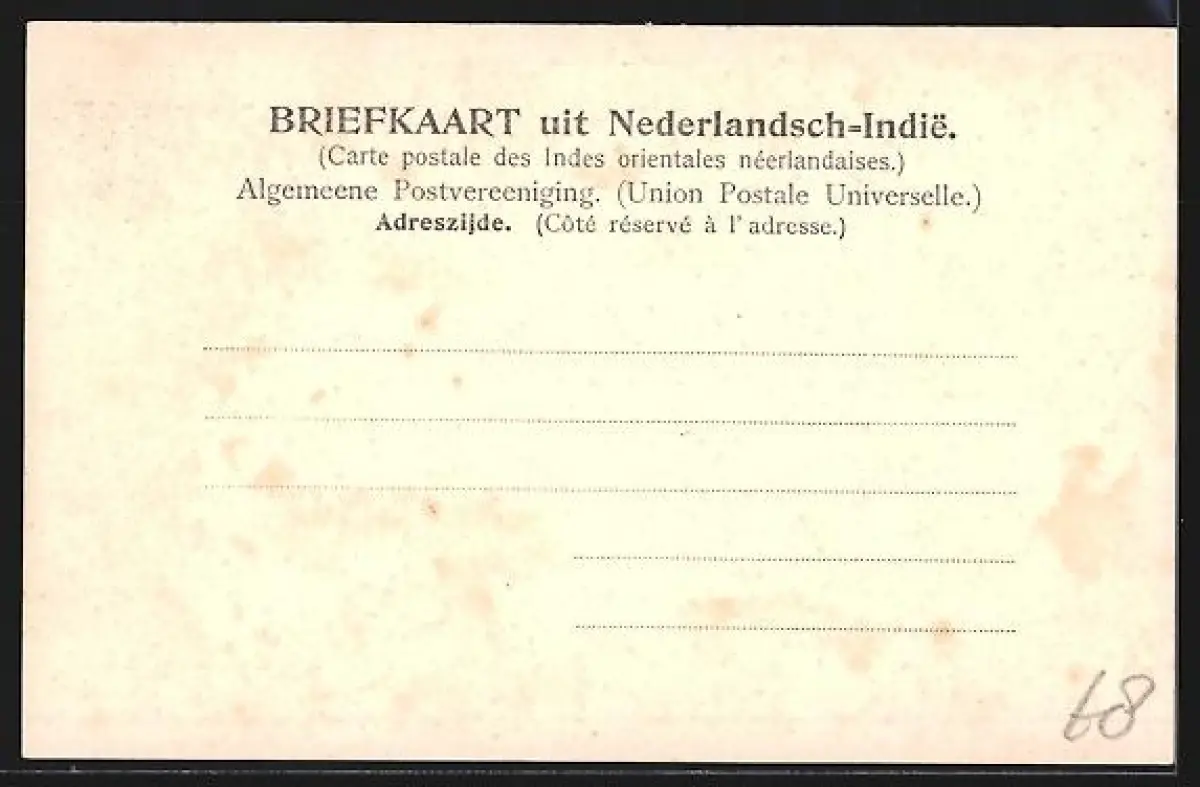 BRIEFKAART uit Nederlandsch=Indië.
(Carte postale des Indes orientales néerlandaises.)
Algemeene Postvereeniging. (Union Postale Universelle.)
Adreszijde. (Côté réservé à l'adresse.)
68